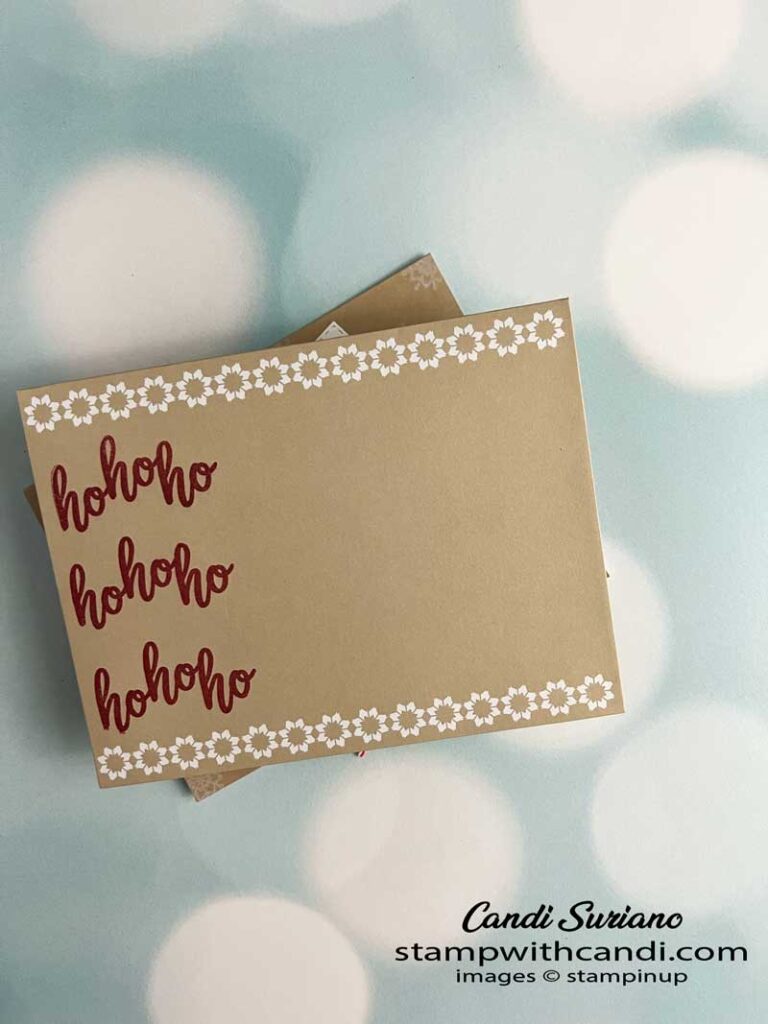 hohoho
hohoho
hohoho
Candi Suriano
stampwithcandi.com
images © stampinup